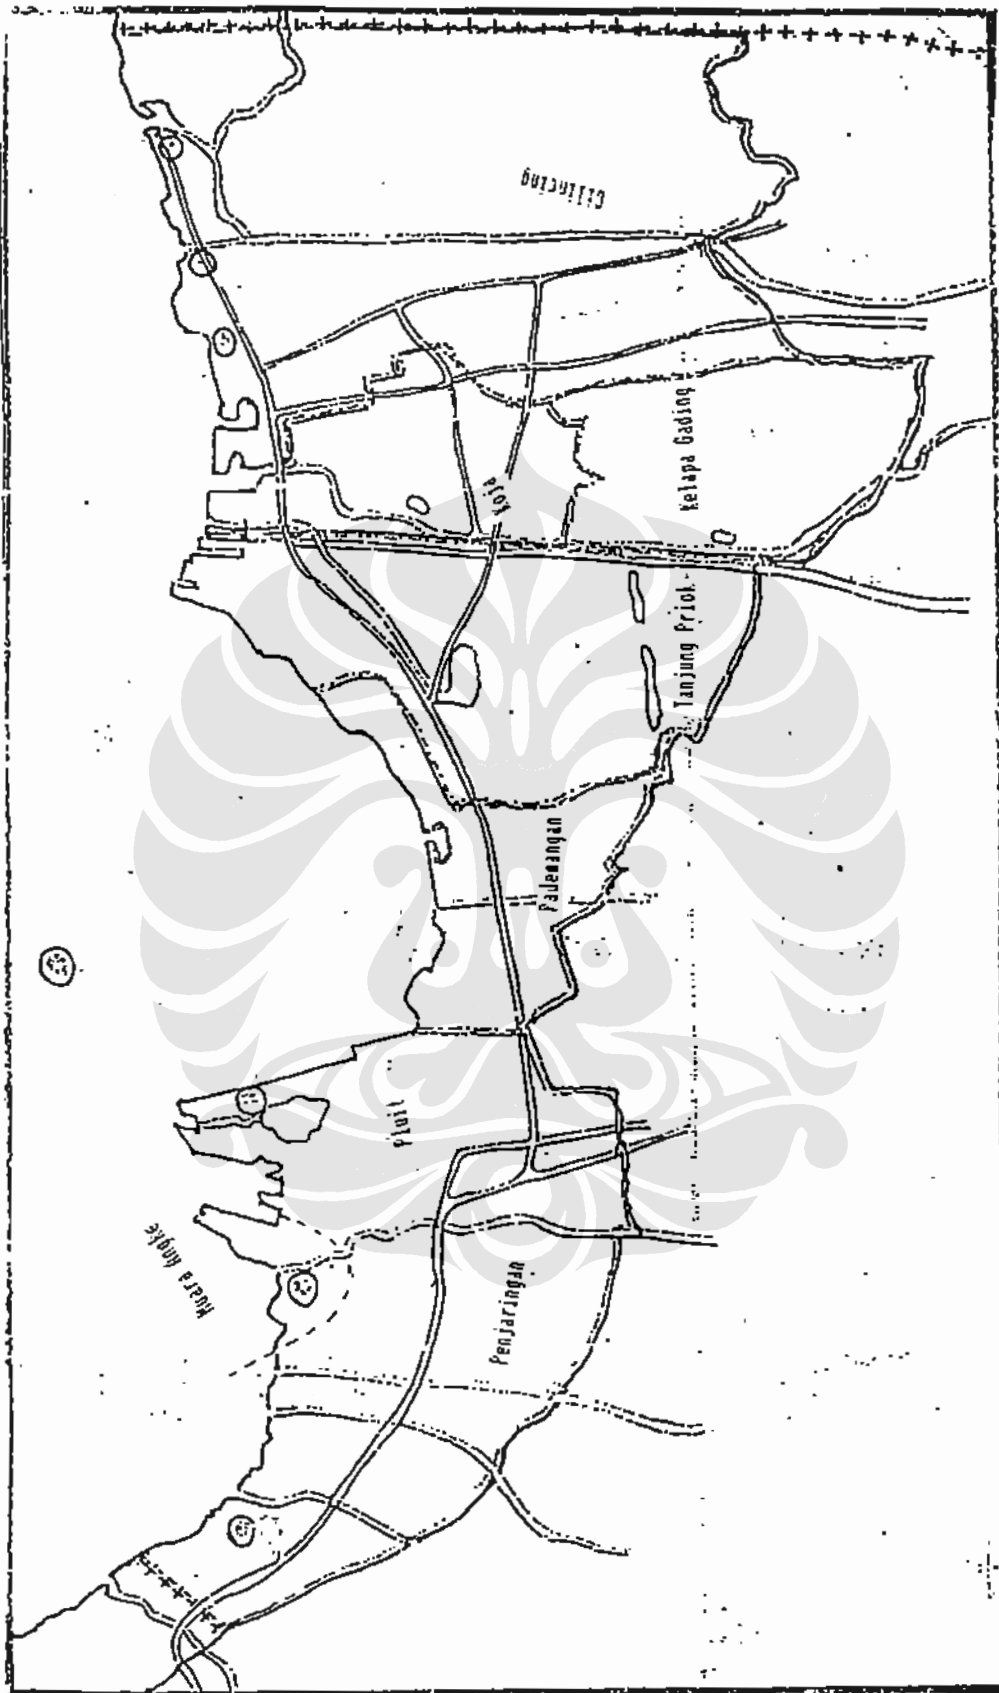 Cilincing
Kelapa Gading
Koja
Tanjung Priok
Pademangan
Pluit
Muara Angke
Penjaringan